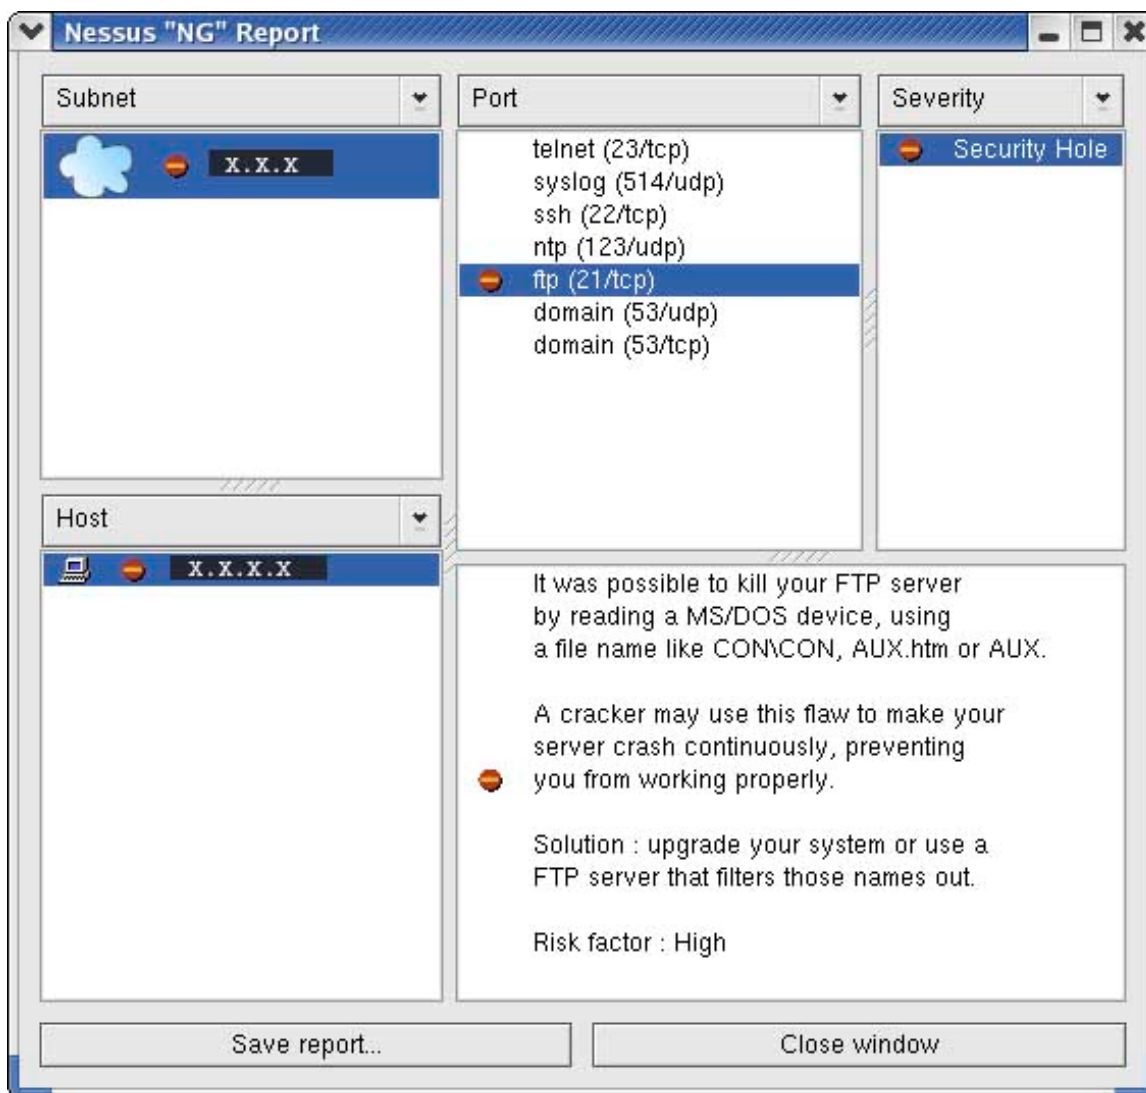 Nessus "NG" Report
Subnet
X.X.X
Port
telnet (23/tcp)
syslog (514/udp)
ssh (22/tcp)
ntp (123/udp)
ftp (21/tcp)
domain (53/udp)
domain (53/tcp)
Severity
Security Hole
Host
X.X.X.X
It was possible to kill your FTP server
by reading a MS/DOS device, using
a file name like CON\CON, AUX.htm or AUX.
A cracker may use this flaw to make your
server crash continuously, preventing
you from working properly.
Solution : upgrade your system or use a
FTP server that filters those names out.
Risk factor : High
Save report...
Close window